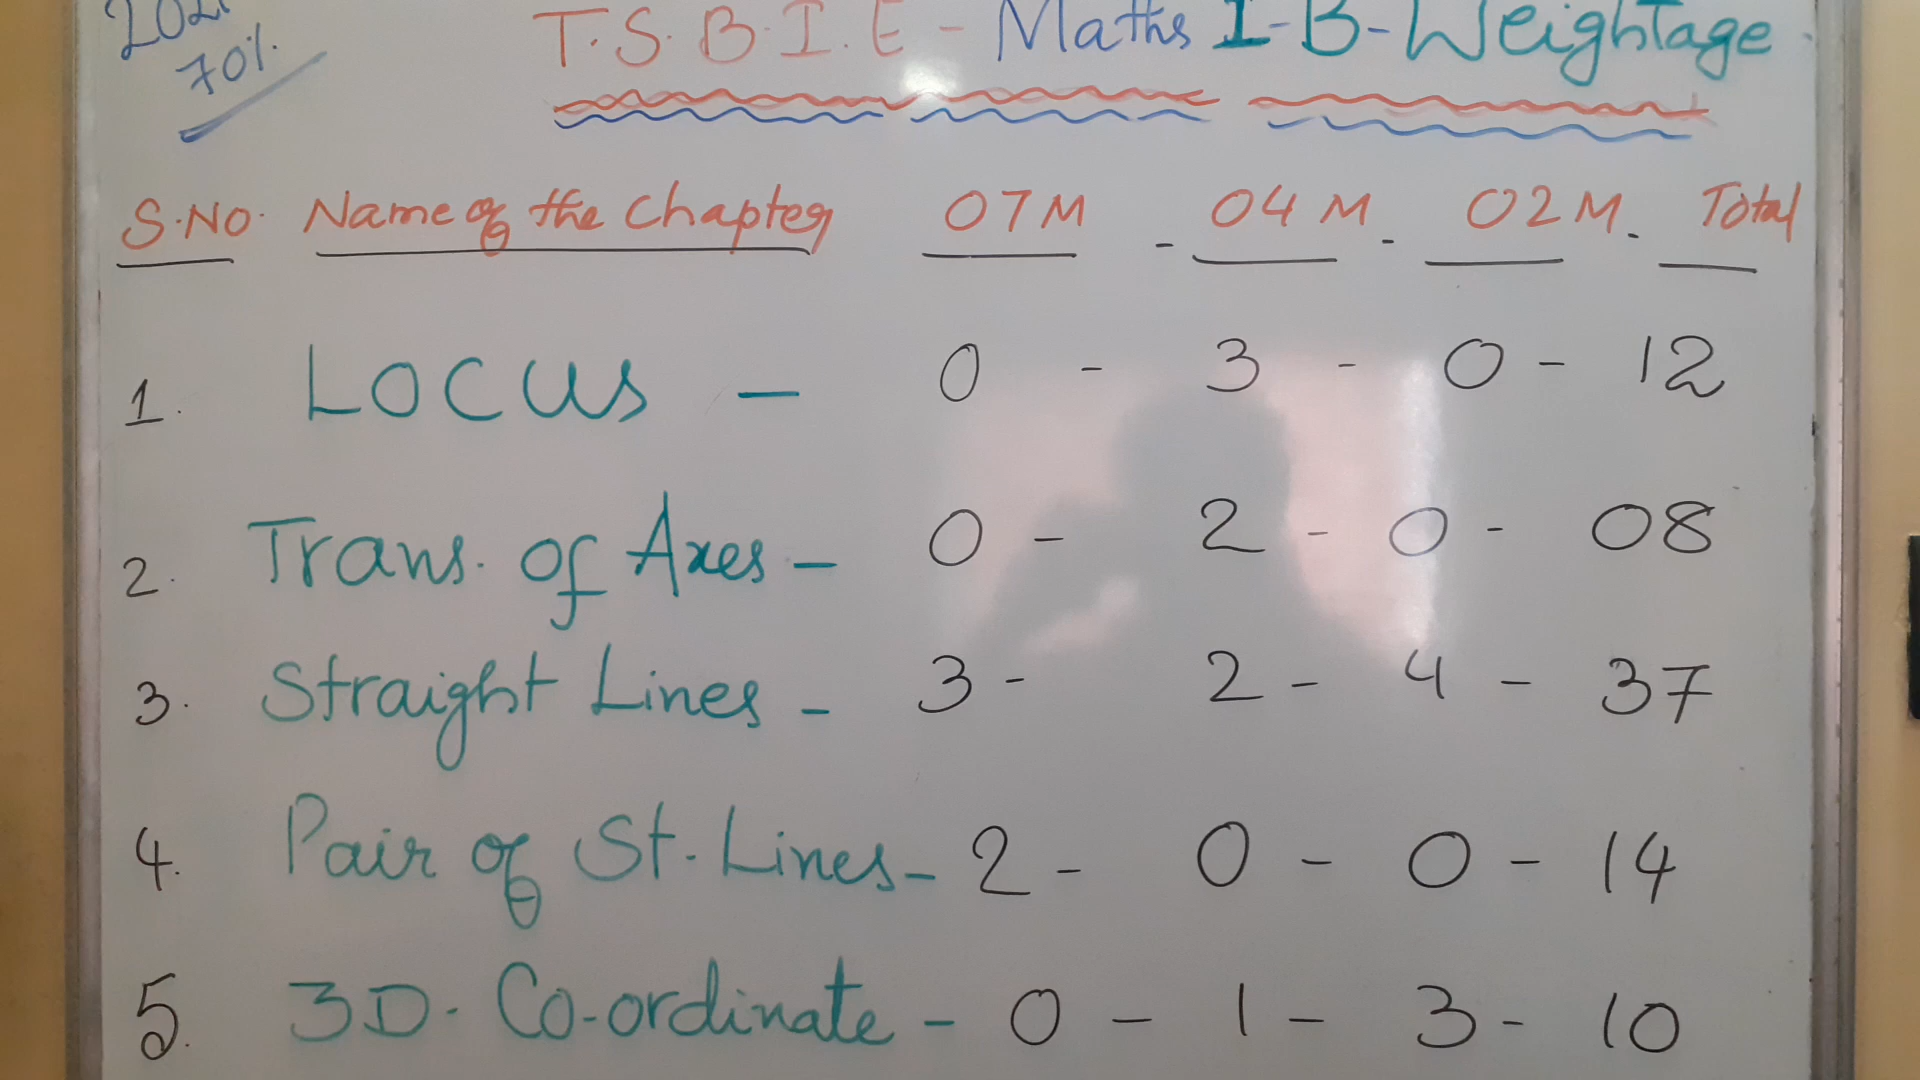 T.S.B.I.E - Maths I-B-Weightage
70%.
S.No. Name of the Chapter 07M - 04M - 02M. Total
1. Locus - 0 - 3 - 0 - 12
2. Trans. of Axes - 0 - 2 - 0 - 08
3. Straight Lines - 3 - 2 - 4 - 37
4. Pair of St. Lines - 2 - 0 - 0 - 14
5. 3D. Co-ordinate - 0 - 1 - 3 - 10